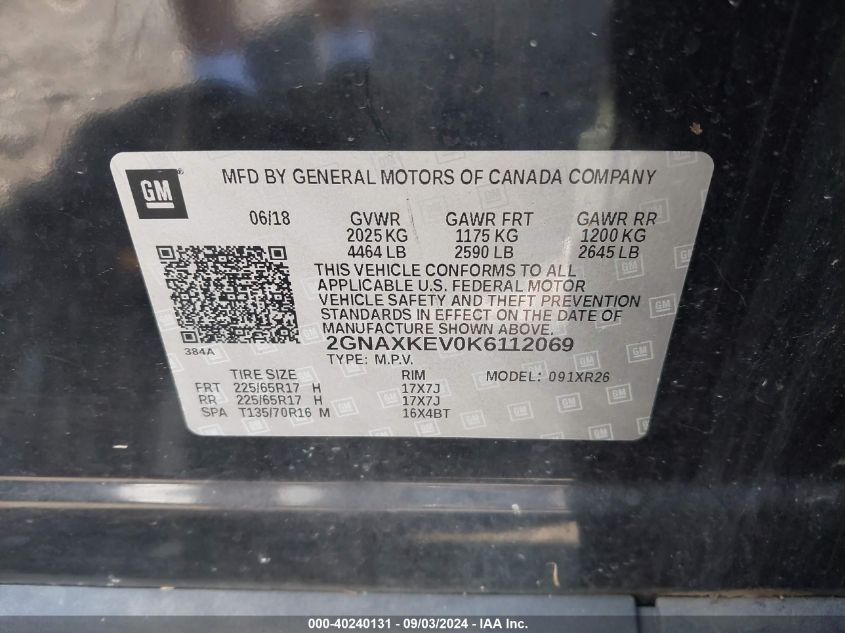 GM
MFD BY GENERAL MOTORS OF CANADA COMPANY
06/18 GVWR GAWR FRT GAWR RR
2025 KG 1175 KG 1200 KG
4464 LB 2590 LB 2645 LB
THIS VEHICLE CONFORMS TO ALL
APPLICABLE U.S. FEDERAL MOTOR
VEHICLE SAFETY AND THEFT PREVENTION
STANDARDS IN EFFECT ON THE DATE OF
MANUFACTURE SHOWN ABOVE.
384A
2GNAXKEV0K6112069
TYPE: M.P.V.
TIRE SIZE RIM MODEL: 091XR26
FRT 225/65R17 H 17X7J
RR 225/65R17 H 17X7J
SPA T135/70R16 M 16X4BT
000-40240131 - 09/03/2024 - IAA Inc.